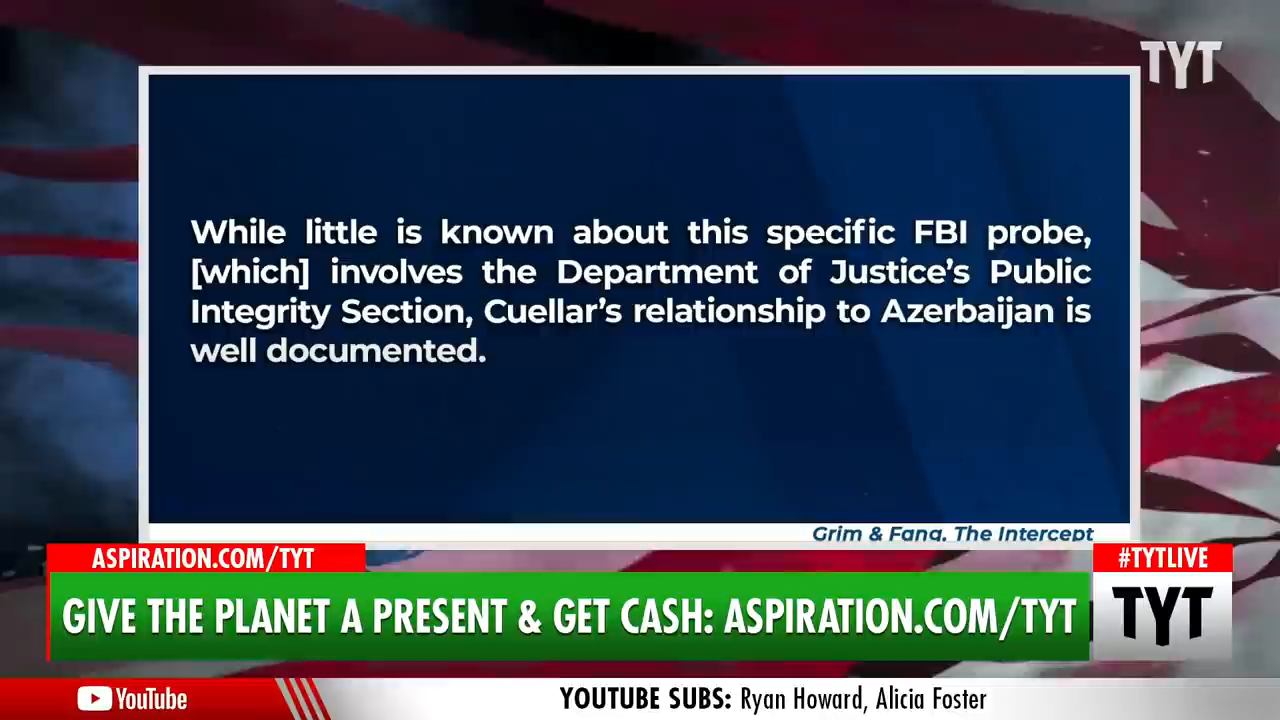 TYT
While little is known about this specific FBI probe,
[which] involves the Department of Justice's Public
Integrity Section, Cuellar's relationship to Azerbaijan is
well documented.
Grim & Fang, The Intercept
ASPIRATION.COM/TYT
#TYTLIVE
GIVE THE PLANET A PRESENT & GET CASH: ASPIRATION.COM/TYT
TYT
YouTube
YOUTUBE SUBS: Ryan Howard, Alicia Foster